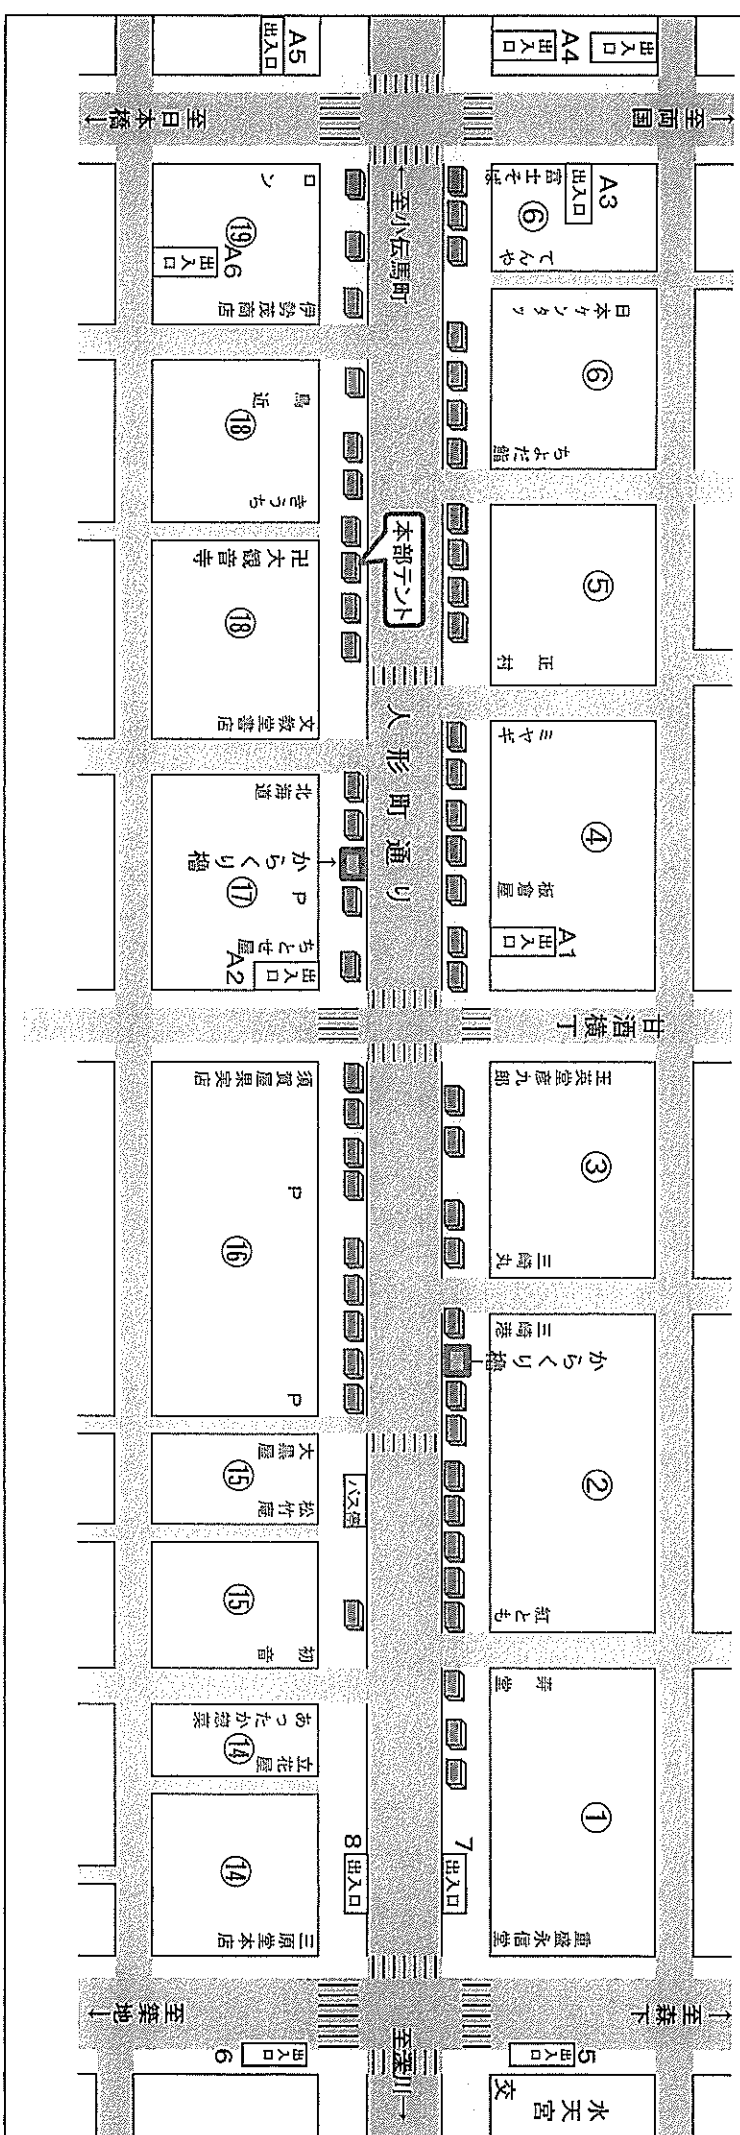 A5
出入口
A4
出入口
出入口
至日本橋→
←至両国
←至小伝馬町
ロン
⑲
A6
出入口
伊勢茂商店
A3
出入口
富士そば
⑥
てんや
日本ケンタッ
⑥
ちよだ鮨
鳥近
⑱
きうち
卍大観音寺
⑱
文教堂書店
本部テント
⑤
正村
人形町通り
ミヤギ
④
板倉屋
A1
出入口
北海道
からくり櫓→
⑰
P
ちとせ屋
A2
出入口
甘酒横丁
玉英堂彦九郎
③
三崎丸
須賀屋果実店
P
⑯
P
三崎港
からくり櫓
②
紅とも
大黒屋
⑮
松竹庵
バス停
⑮
初音
寿堂
①
重盛永信堂
あったか惣菜
⑭
立花屋
⑭
三原堂本店
8
出入口
7
出入口
至築地→
←至森下
至深川→
6
出入口
5
出入口
交
水天宮